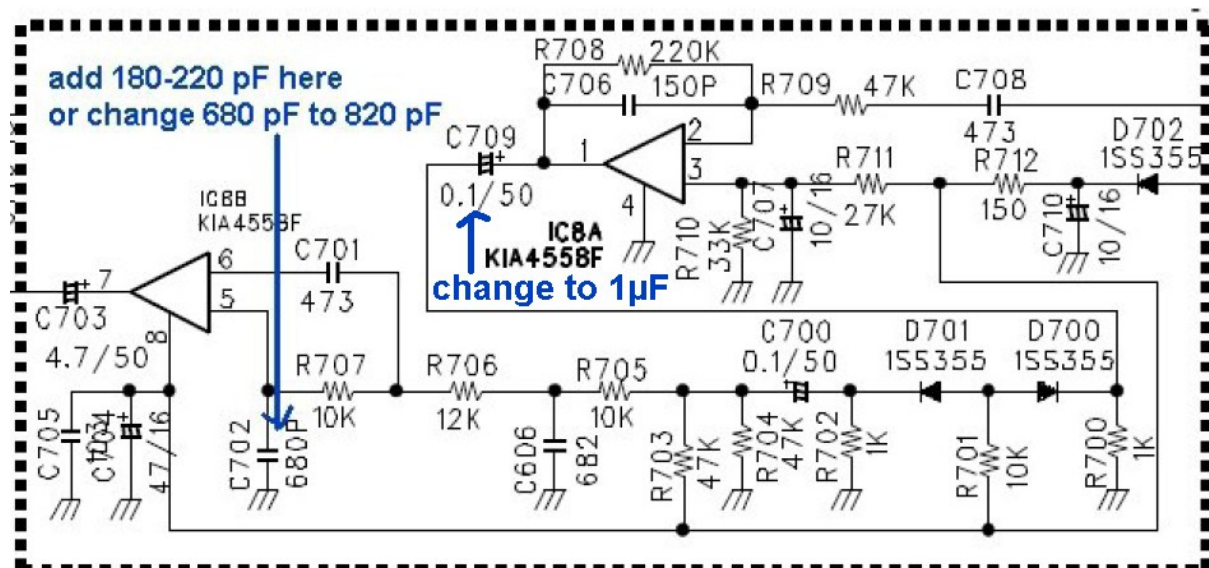 add 180-220 pF here
or change 680 pF to 820 pF
R708
220K
C706
150P
R709
47K
C708
473
C709
0.1/50
1
2
3
4
IC8A
KIA4558F
change to 1µF
R710
33K
C707
10/16
R711
27K
R712
150
D702
1SS355
C710
10/16
IC8B
KIA4558F
6
5
7
8
C701
473
C703
4.7/50
R707
10K
R706
12K
R705
10K
C700
0.1/50
D701
1SS355
D700
1SS355
C705
47/16
C702
680P
C606
682
R703
47K
R704
47K
R702
1K
R701
10K
R700
1K